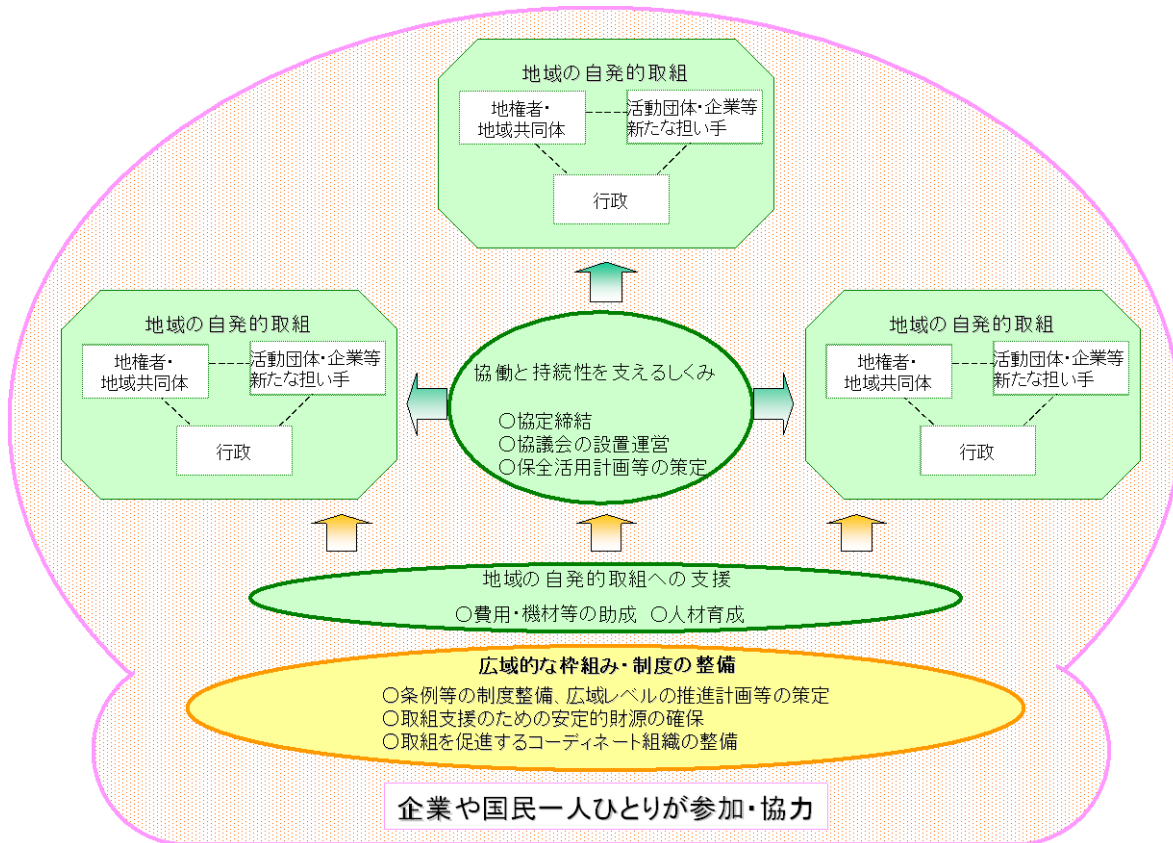 地域の自発的取組
地権者・
地域共同体
活動団体・企業等
新たな担い手
行政
地域の自発的取組
地権者・
地域共同体
活動団体・企業等
新たな担い手
行政
協働と持続性を支えるしくみ
○協定締結
○協議会の設置運営
○保全活用計画等の策定
地域の自発的取組
地権者・
地域共同体
活動団体・企業等
新たな担い手
行政
地域の自発的取組への支援
○費用・機材等の助成 ○人材育成
広域的な枠組み・制度の整備
○条例等の制度整備、広域レベルの推進計画等の策定
○取組支援のための安定的財源の確保
○取組を促進するコーディネート組織の整備
企業や国民一人ひとりが参加・協力